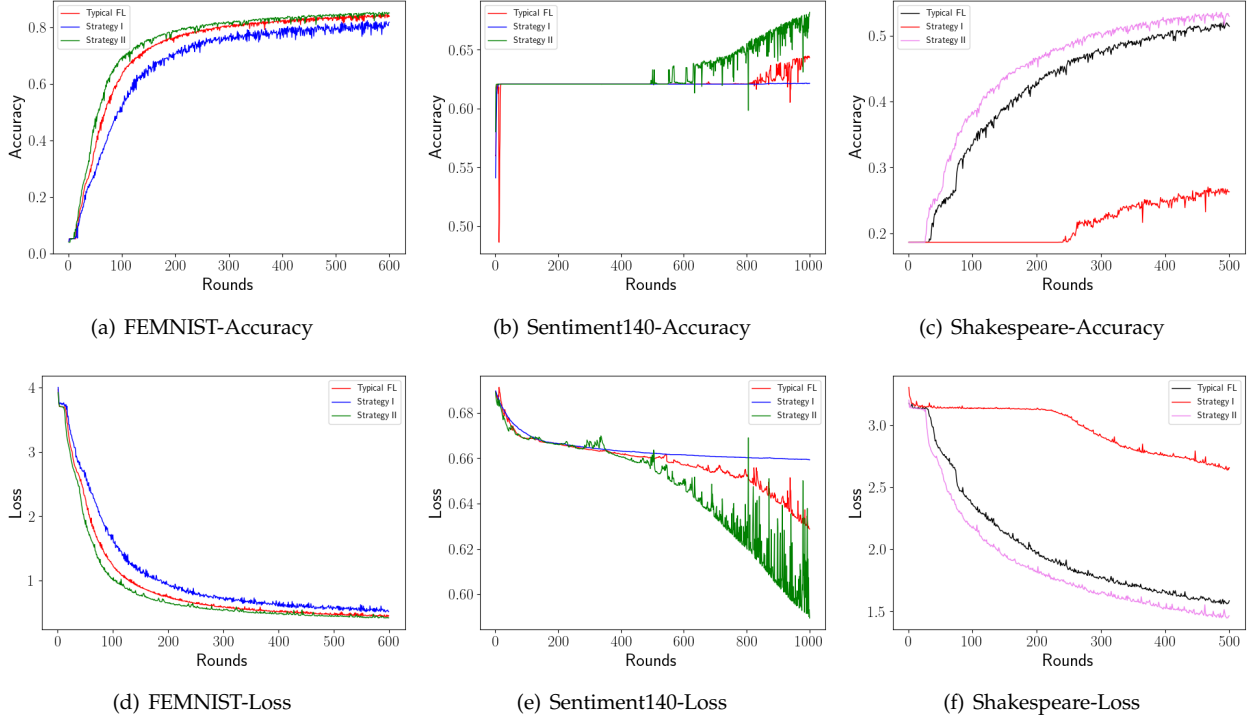 0.8
0.6
0.4
0.2
0.0
Accuracy
Typical FL
Strategy I
Strategy II
0 100 200 300 400 500 600
Rounds
(a) FEMNIST-Accuracy
0.65
0.60
0.55
0.50
Accuracy
Typical FL
Strategy I
Strategy II
0 200 400 600 800 1000
Rounds
(b) Sentiment140-Accuracy
0.5
0.4
0.3
0.2
Accuracy
Typical FL
Strategy I
Strategy II
0 100 200 300 400 500
Rounds
(c) Shakespeare-Accuracy
4
3
2
1
Loss
Typical FL
Strategy I
Strategy II
0 100 200 300 400 500 600
Rounds
(d) FEMNIST-Loss
0.68
0.66
0.64
0.62
0.60
Loss
Typical FL
Strategy I
Strategy II
0 200 400 600 800 1000
Rounds
(e) Sentiment140-Loss
3.0
2.5
2.0
1.5
Loss
Typical FL
Strategy I
Strategy II
0 100 200 300 400 500
Rounds
(f) Shakespeare-Loss